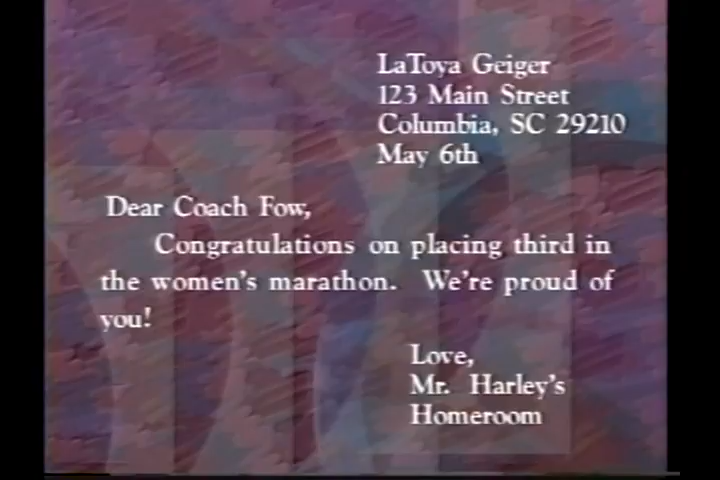 LaToya Geiger
123 Main Street
Columbia, SC 29210
May 6th
Dear Coach Fow,
Congratulations on placing third in
the women's marathon. We're proud of
you!
Love,
Mr. Harley's
Homeroom